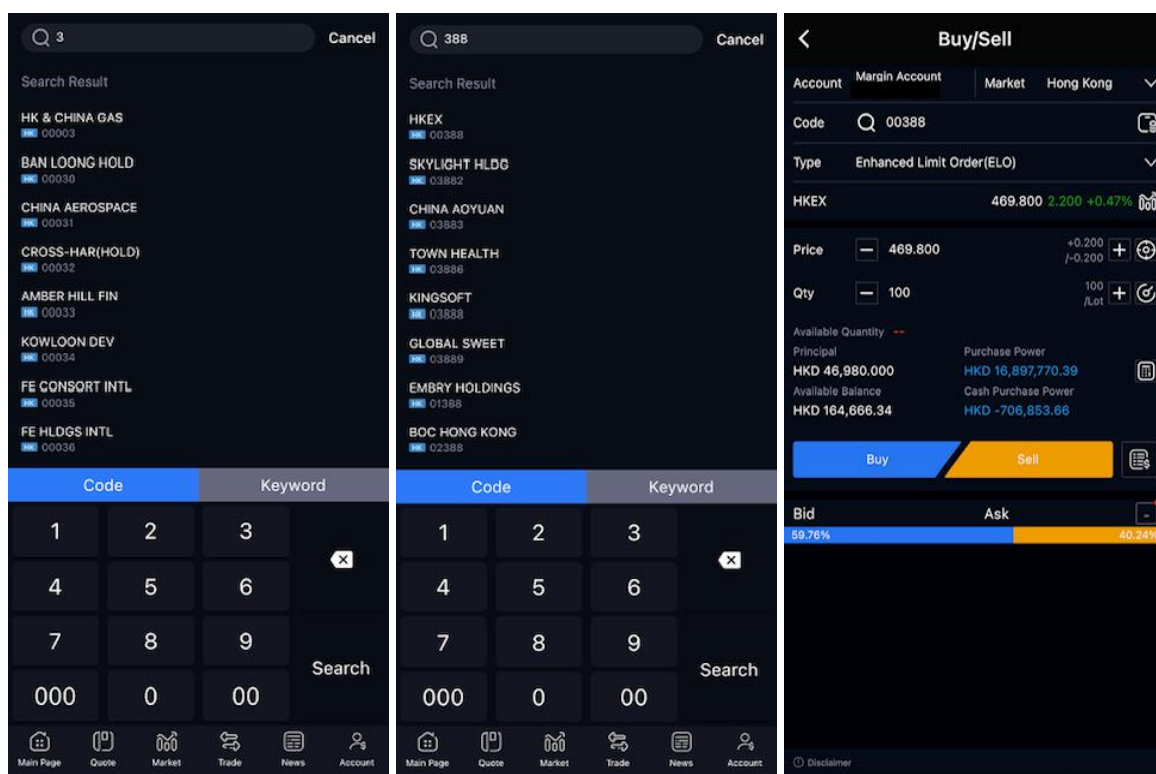 3 Cancel
Search Result
HK & CHINA GAS
HK 00003
BAN LOONG HOLD
HK 00030
CHINA AEROSPACE
HK 00031
CROSS-HAR(HOLD)
HK 00032
AMBER HILL FIN
HK 00033
KOWLOON DEV
HK 00034
FE CONSORT INTL
HK 00035
FE HLDGS INTL
HK 00036
Code Keyword
1 2 3
4 5 6
7 8 9
Search
000 0 00
Main Page Quote Market Trade News Account
388 Cancel
Search Result
HKEX
HK 00388
SKYLIGHT HLDG
HK 03882
CHINA AOYUAN
HK 03883
TOWN HEALTH
HK 03886
KINGSOFT
HK 03888
GLOBAL SWEET
HK 03889
EMBRY HOLDINGS
HK 01388
BOC HONG KONG
HK 02388
Code Keyword
1 2 3
4 5 6
7 8 9
Search
000 0 00
Main Page Quote Market Trade News Account
Buy/Sell
Account Margin Account Market Hong Kong
Code 00388
Type Enhanced Limit Order(ELO)
HKEX 469.800 2.200 +0.47%
Price 469.800 +0.200
/-0.200
Qty 100 100
/Lot
Available Quantity --
Principal Purchase Power
HKD 46,980.000 HKD 16,897,770.39
Available Balance Cash Purchase Power
HKD 164,666.34 HKD -706,853.66
Buy Sell
Bid Ask
59.76% 40.24%
Disclaimer